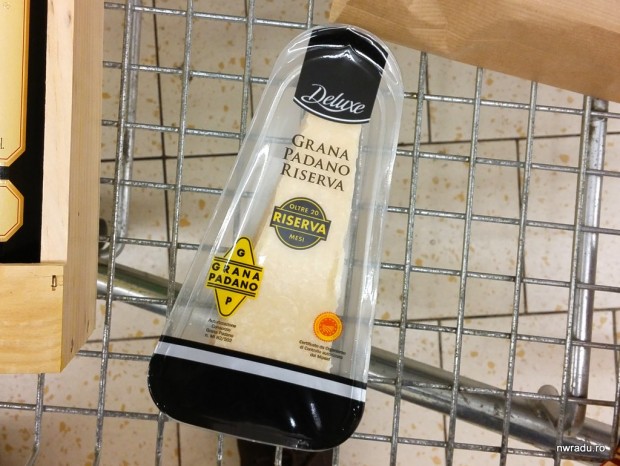 Deluxe
GRANA
PADANO
RISERVA
OLTRE 20
RISERVA
MESI
G
GRANA
PADANO
P
nwradu.ro